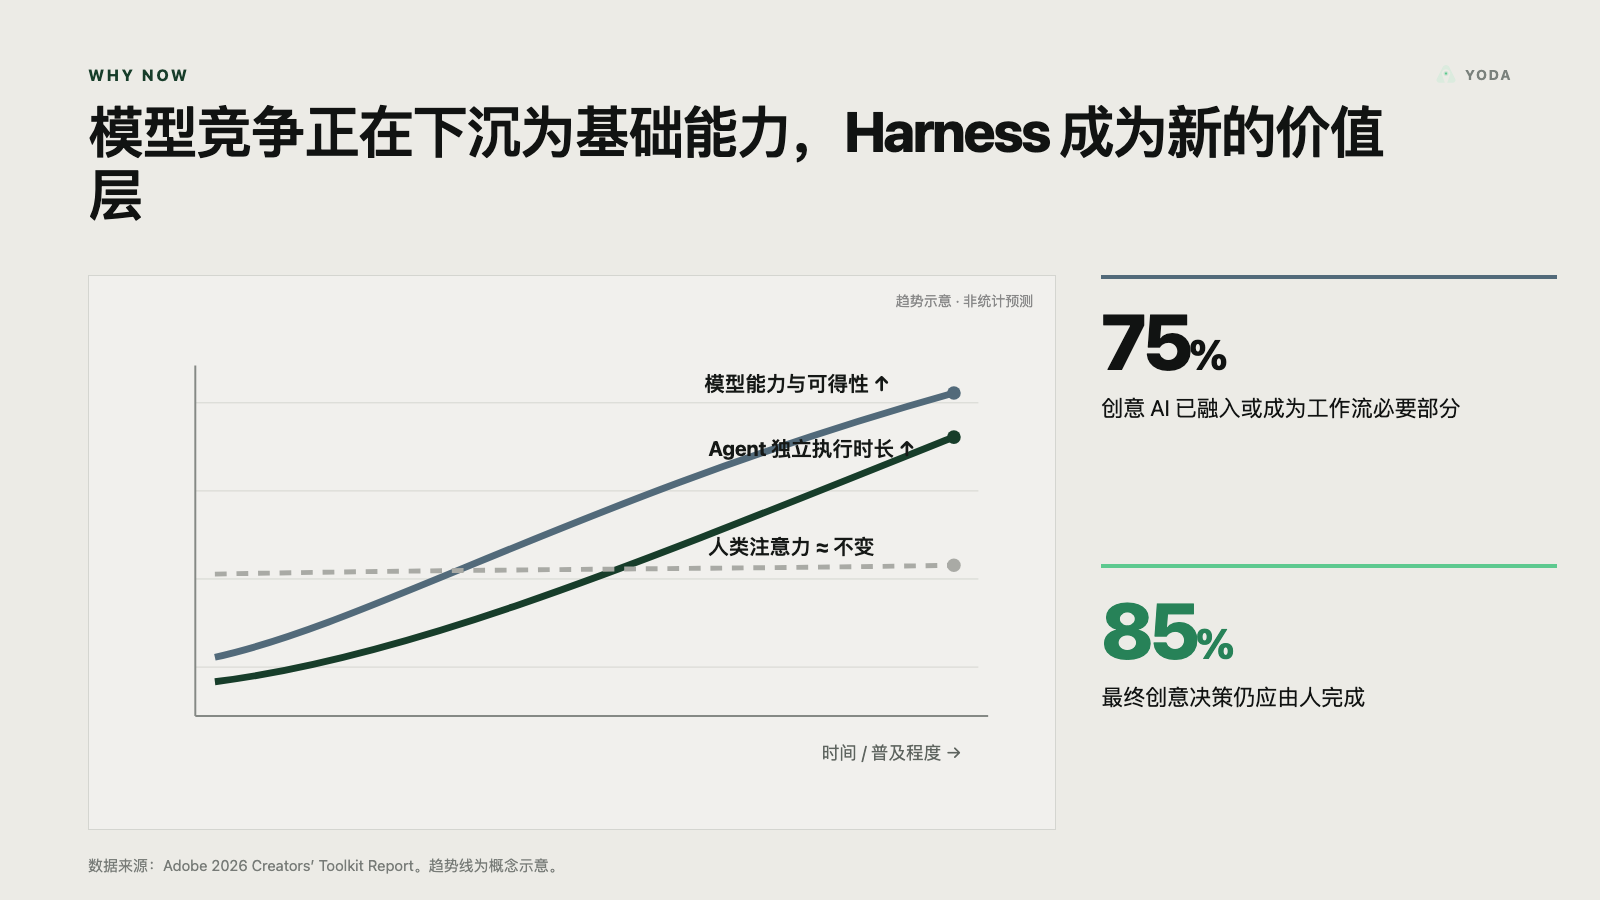 WHY NOW
YODA
模型竞争正在下沉为基础能力，Harness 成为新的价值
层
趋势示意 · 非统计预测
模型能力与可得性 ↑
Agent 独立执行时长 ↑
人类注意力 ≈ 不变
时间 / 普及程度 →
75%
创意 AI 已融入或成为工作流必要部分
85%
最终创意决策仍应由人完成
数据来源：Adobe 2026 Creators’ Toolkit Report。趋势线为概念示意。